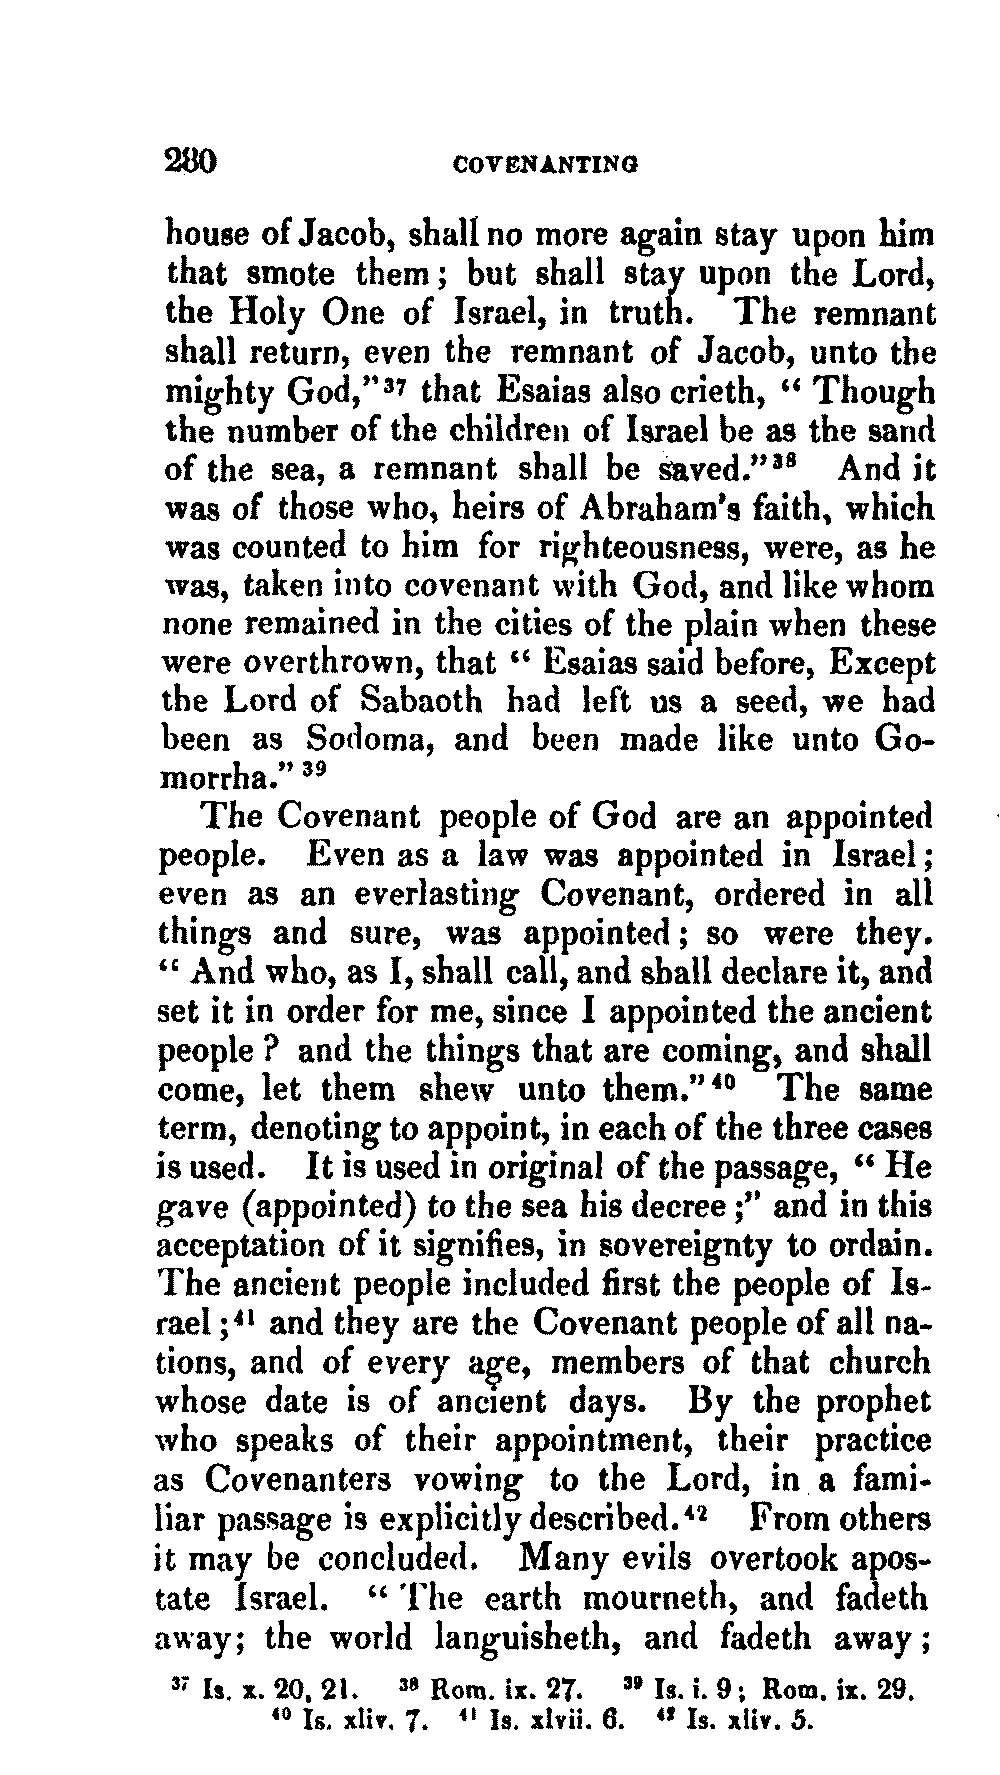 280 COVENANTING
house of Jacob, shall no more again stay upon him
that smote them; but shall stay upon the Lord,
the Holy One of Israel, in truth. The remnant
shall return, even the remnant of Jacob, unto the
mighty God,"³⁷ that Esaias also crieth, “ Though
the number of the children of Israel be as the sand
of the sea, a remnant shall be saved."³⁸ And it
was of those who, heirs of Abraham's faith, which
was counted to him for righteousness, were, as he
was, taken into covenant with God, and like whom
none remained in the cities of the plain when these
were overthrown, that “ Esaias said before, Except
the Lord of Sabaoth had left us a seed, we had
been as Sodoma, and been made like unto Go-
morrha." ³⁹
The Covenant people of God are an appointed
people. Even as a law was appointed in Israel;
even as an everlasting Covenant, ordered in all
things and sure, was appointed; so were they.
“ And who, as I, shall call, and shall declare it, and
set it in order for me, since I appointed the ancient
people ? and the things that are coming, and shall
come, let them shew unto them."⁴⁰ The same
term, denoting to appoint, in each of the three cases
is used. It is used in original of the passage, “ He
gave (appointed) to the sea his decree ;" and in this
acceptation of it signifies, in sovereignty to ordain.
The ancient people included first the people of Is-
rael ;⁴¹ and they are the Covenant people of all na-
tions, and of every age, members of that church
whose date is of ancient days. By the prophet
who speaks of their appointment, their practice
as Covenanters vowing to the Lord, in a fami-
liar passage is explicitly described.⁴² From others
it may be concluded. Many evils overtook apos-
tate Israel. “ The earth mourneth, and fadeth
away; the world languisheth, and fadeth away ;
³⁷ Is. x. 20, 21. ³⁸ Rom. ix. 27. ³⁹ Is. i. 9; Rom. ix. 29.
⁴⁰ Is. xliv. 7. ⁴¹ Is. xlvii. 6. ⁴² Is. xliv. 5.